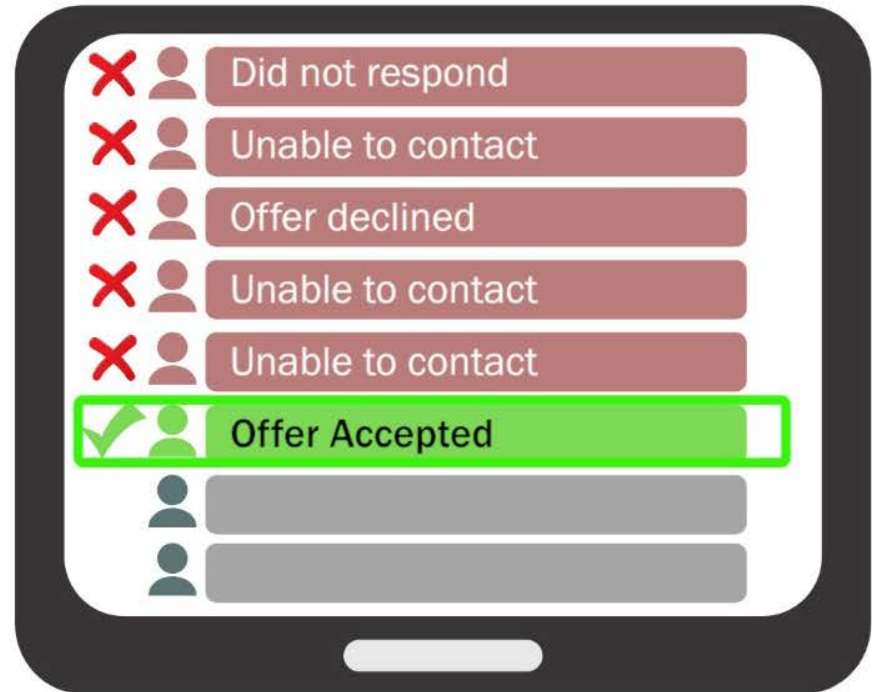 Did not respond
Unable to contact
Offer declined
Unable to contact
Unable to contact
Offer Accepted